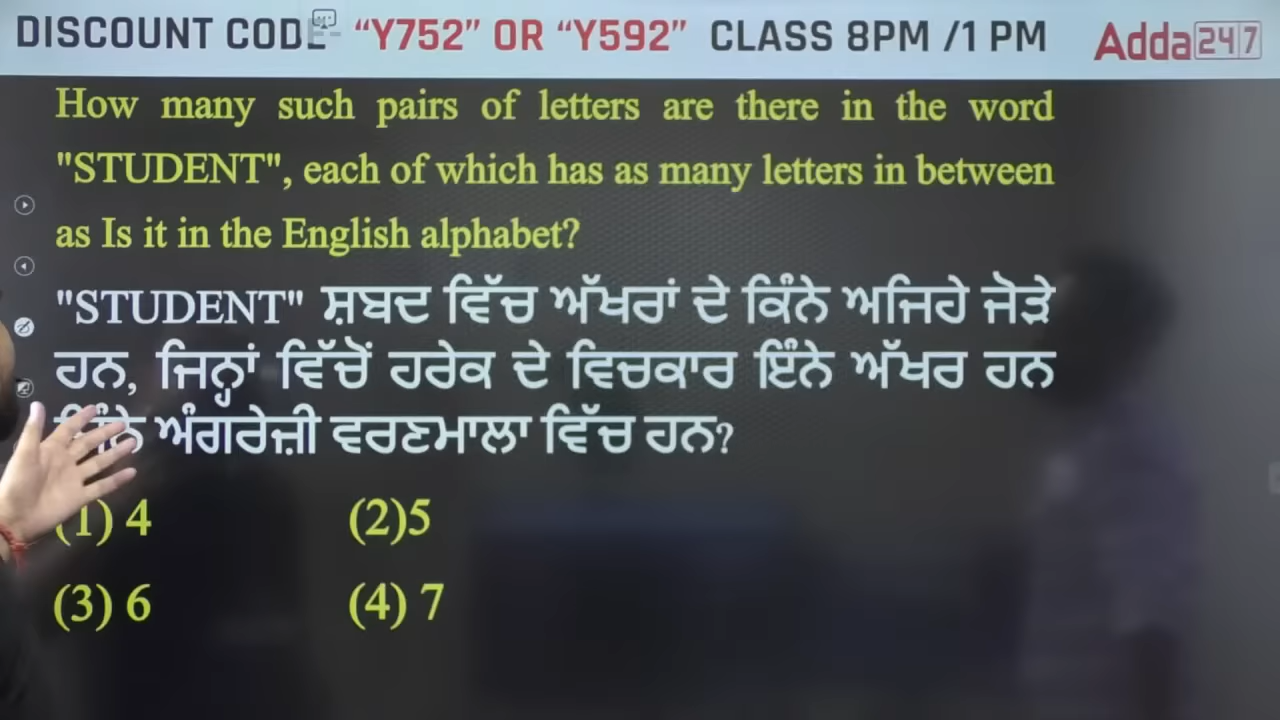 DISCOUNT CODE "Y752" OR "Y592" CLASS 8PM /1 PM Adda247
How many such pairs of letters are there in the word
"STUDENT", each of which has as many letters in between
as Is it in the English alphabet?
"STUDENT" ਸ਼ਬਦ ਵਿੱਚ ਅੱਖਰਾਂ ਦੇ ਕਿੰਨੇ ਅਜਿਹੇ ਜੋੜੇ
ਹਨ, ਜਿਨ੍ਹਾਂ ਵਿੱਚੋਂ ਹਰੇਕ ਦੇ ਵਿਚਕਾਰ ਇੰਨੇ ਅੱਖਰ ਹਨ
ਅੰਗਰੇਜ਼ੀ ਵਰਣਮਾਲਾ ਵਿੱਚ ਹਨ?
(1) 4 (2)5
(3) 6 (4) 7